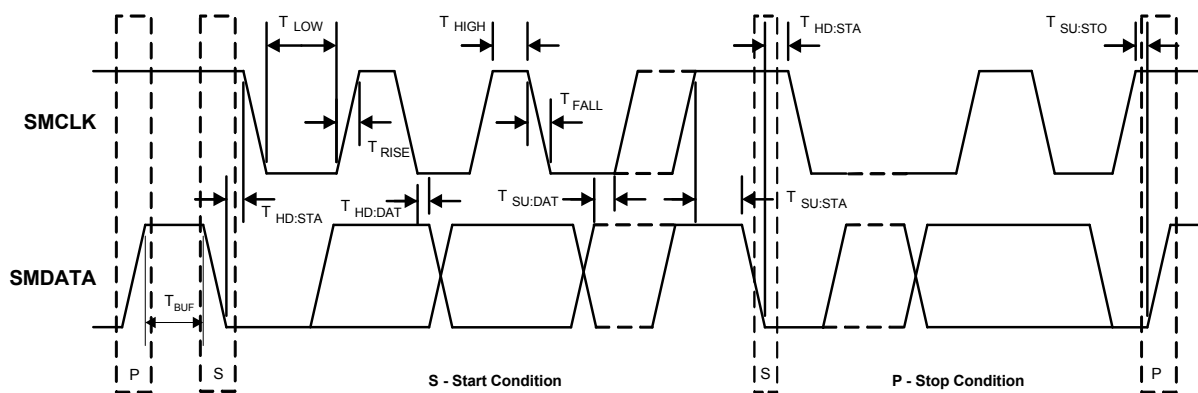 T LOW
T HIGH
T HD:STA
T SU:STO
SMCLK
T FALL
T RISE
T HD:STA
T HD:DAT
T SU:DAT
T SU:STA
SMDATA
T BUF
P
S
S - Start Condition
S
P - Stop Condition
P